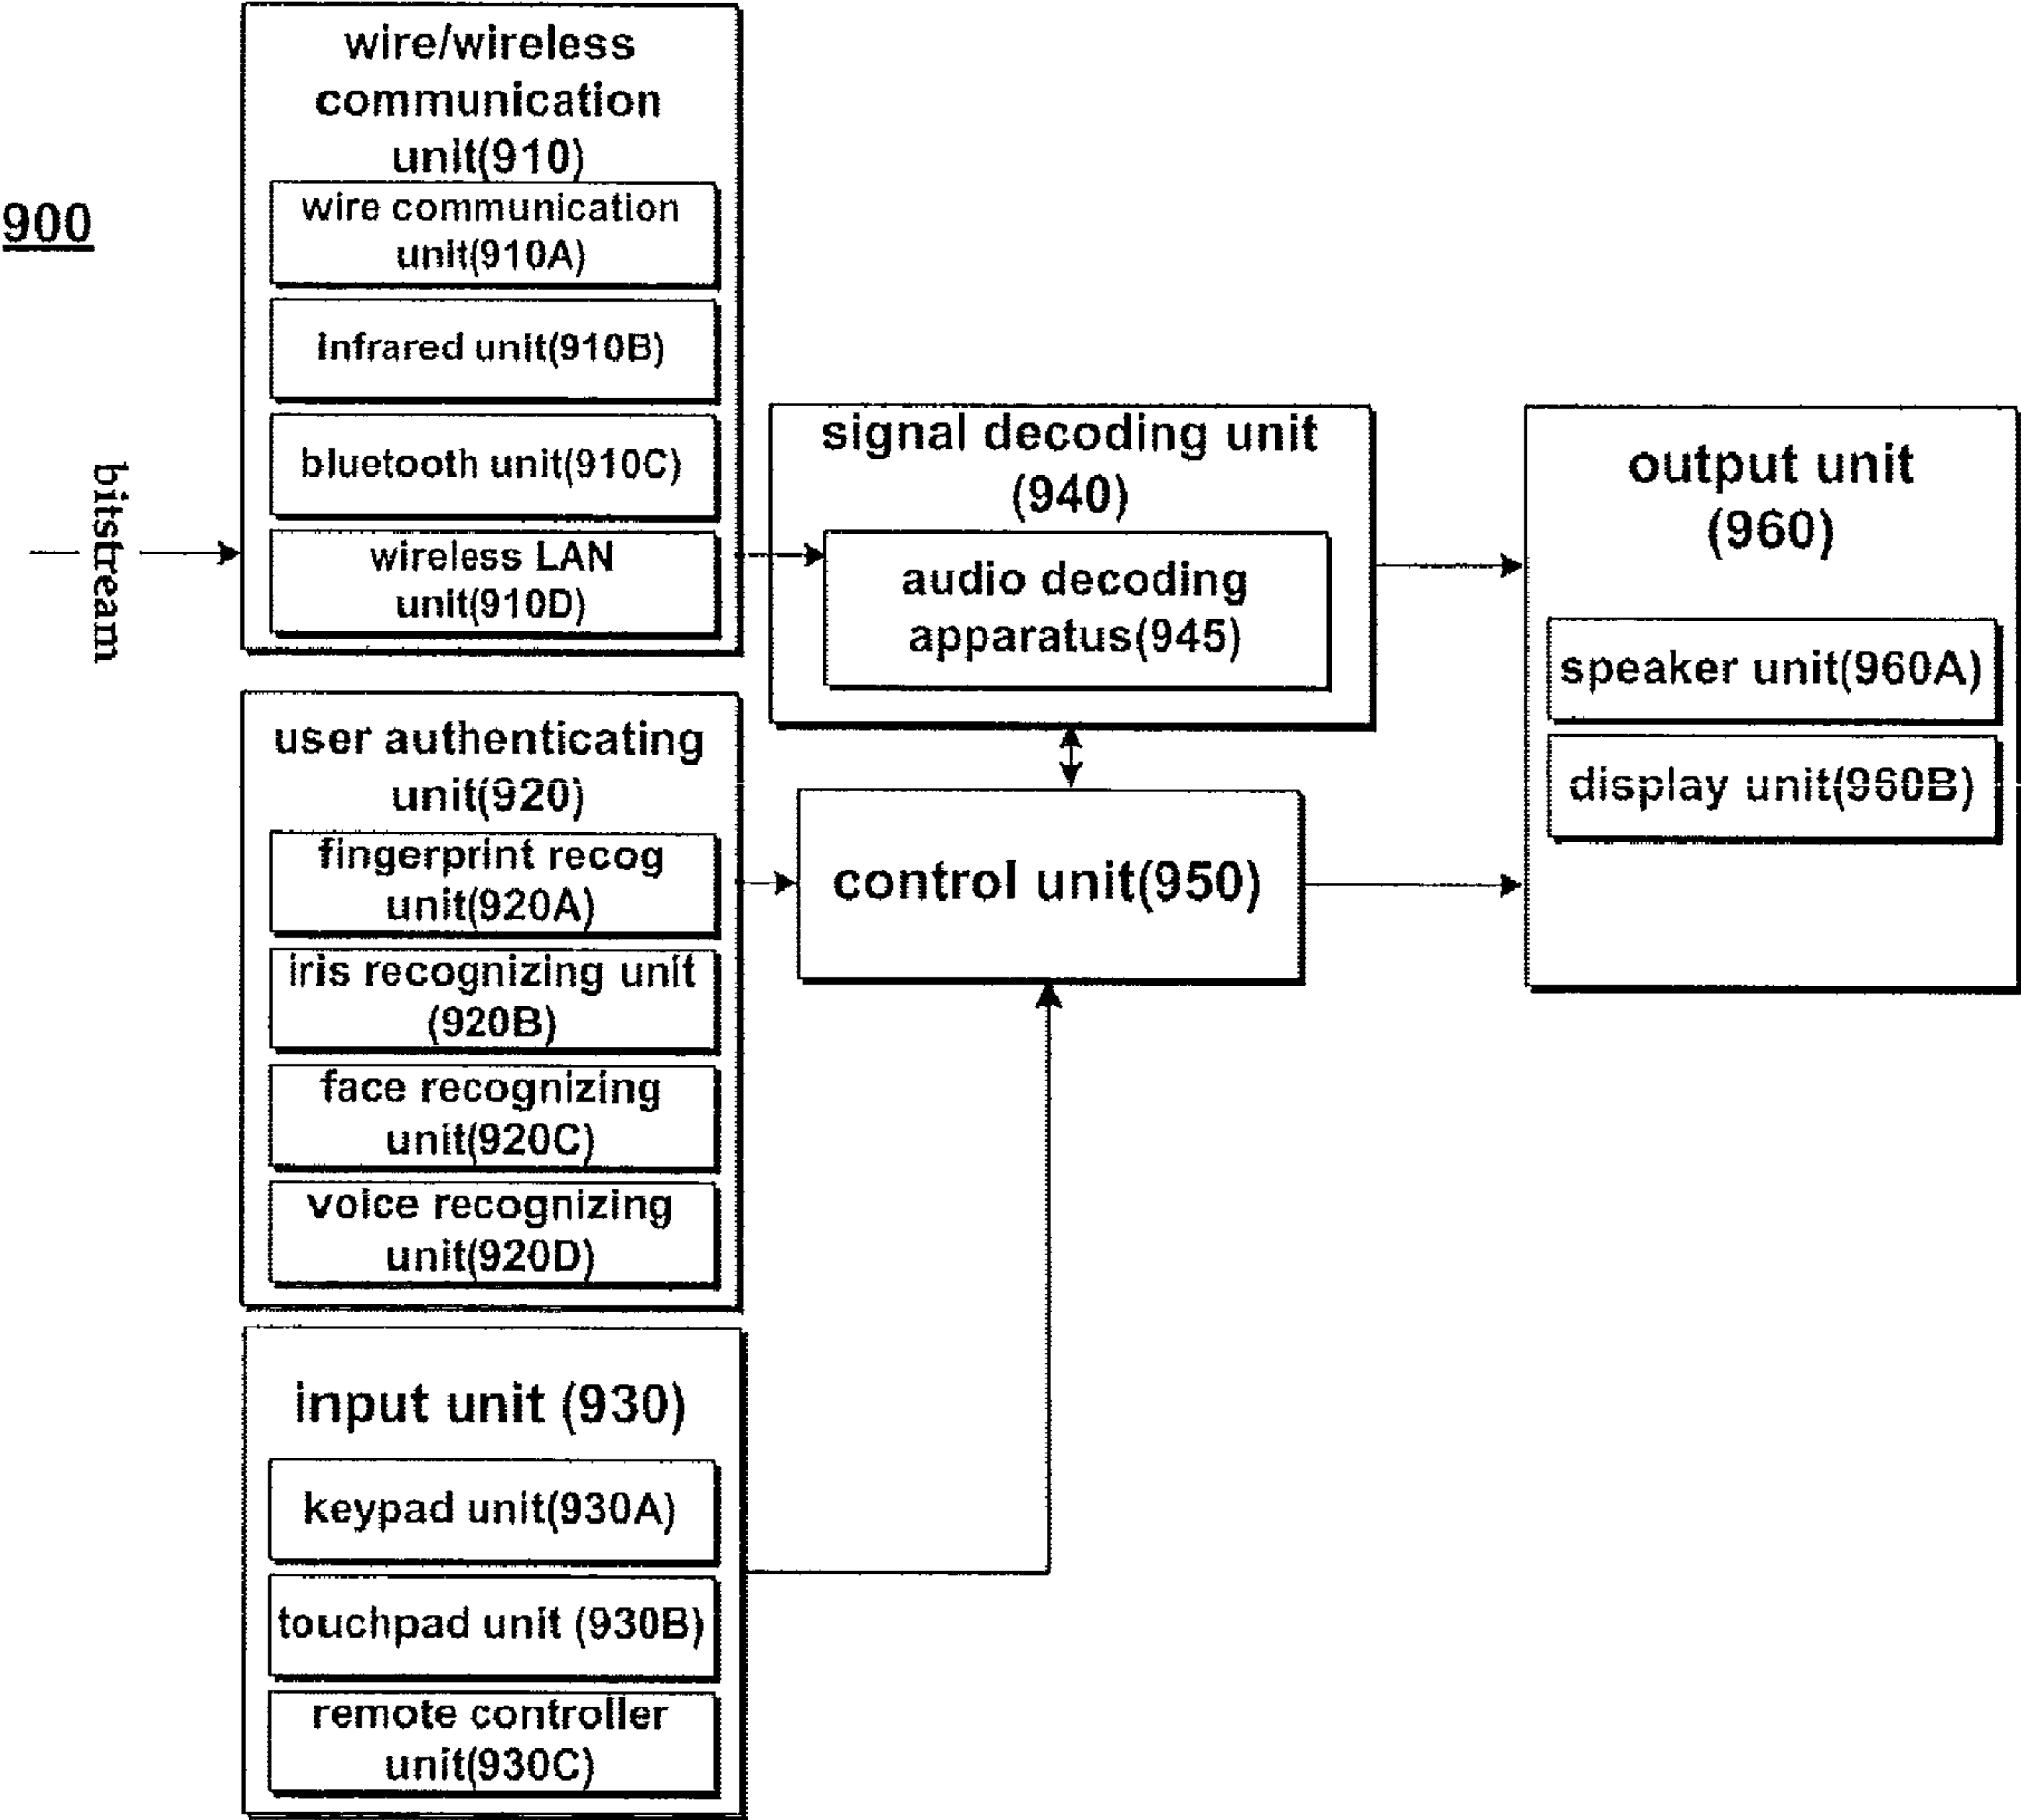 900
bitstream
wire/wireless
communication
unit(910)
wire communication
unit(910A)
infrared unit(910B)
bluetooth unit(910C)
wireless LAN
unit(910D)
user authenticating
unit(920)
fingerprint recog
unit(920A)
iris recognizing unit
(920B)
face recognizing
unit(920C)
voice recognizing
unit(920D)
input unit (930)
keypad unit(930A)
touchpad unit (930B)
remote controller
unit(930C)
signal decoding unit
(940)
audio decoding
apparatus(945)
control unit(950)
output unit
(960)
speaker unit(960A)
display unit(960B)